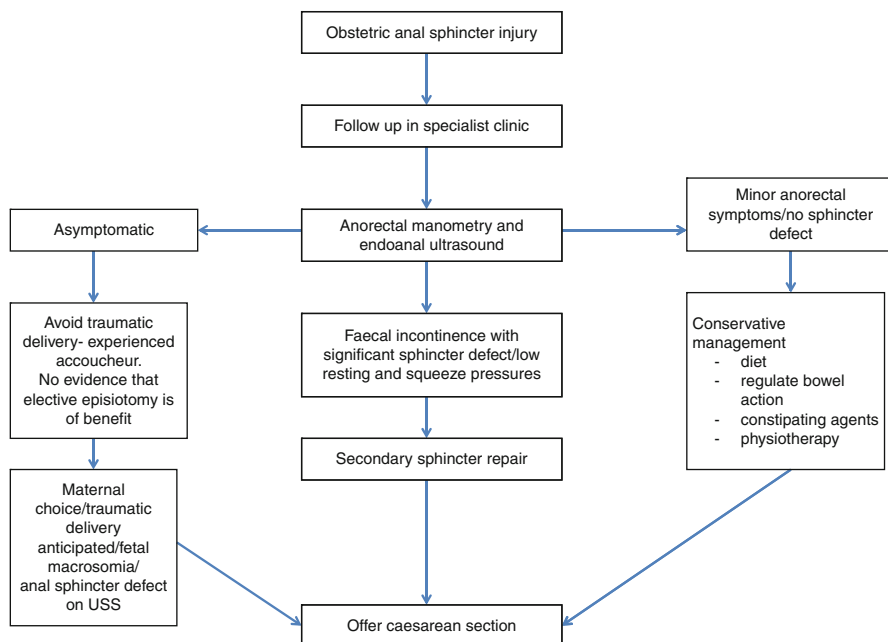 Obstetric anal sphincter injury
Follow up in specialist clinic
Asymptomatic
Anorectal manometry and
endoanal ultrasound
Minor anorectal
symptoms/no sphincter
defect
Avoid traumatic
delivery- experienced
accoucheur.
No evidence that
elective episiotomy is
of benefit
Faecal incontinence with
significant sphincter defect/low
resting and squeeze pressures
Conservative
management
- diet
- regulate bowel
action
- constipating agents
- physiotherapy
Secondary sphincter repair
Maternal
choice/traumatic
delivery
anticipated/fetal
macrosomia/
anal sphincter defect
on USS
Offer caesarean section